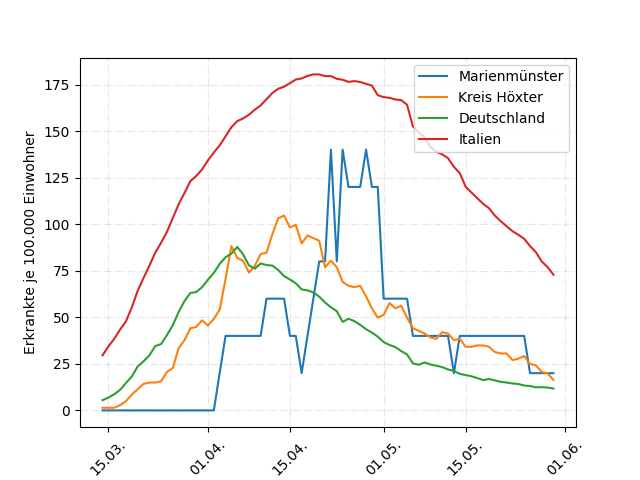 Marienmünster
Kreis Höxter
Deutschland
Italien
Erkrankte je 100.000 Einwohner
175
150
125
100
75
50
25
0
15.03.
01.04.
15.04.
01.05.
15.05.
01.06.